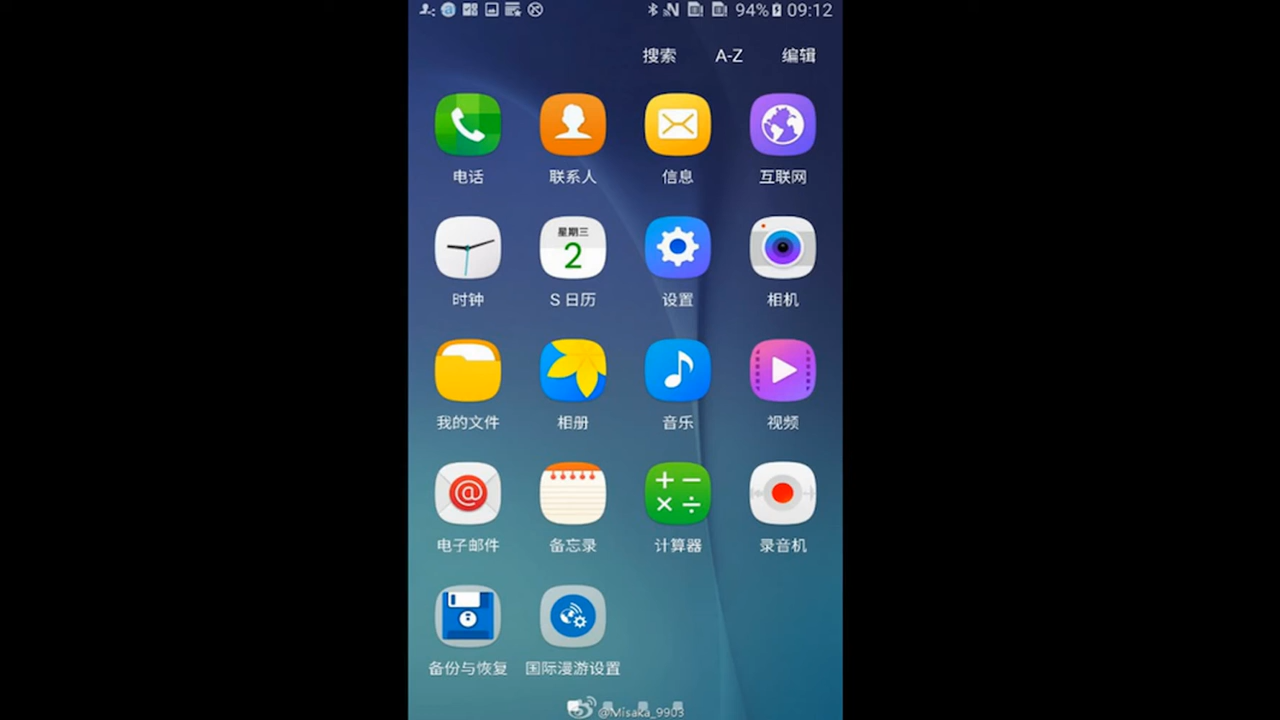 94% 09:12
搜索 A-Z 编辑
电话 联系人 信息 互联网
星期三
2
时钟 S 日历 设置 相机
我的文件 相册 音乐 视频
电子邮件 备忘录 计算器 录音机
备份与恢复 国际漫游设置
@Misaka_9903